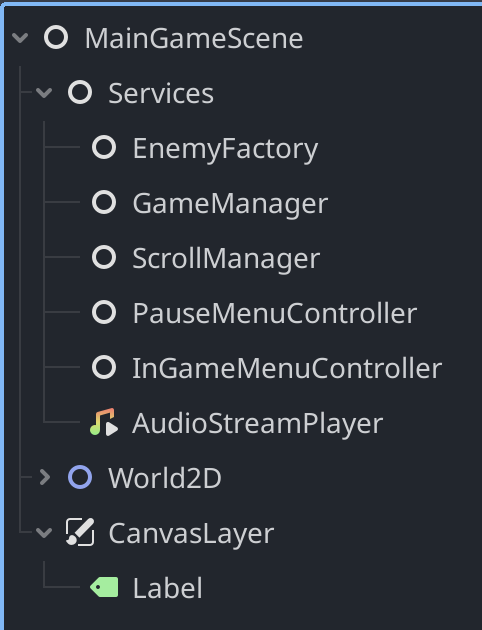 MainGameScene
Services
EnemyFactory
GameManager
ScrollManager
PauseMenuController
InGameMenuController
AudioStreamPlayer
World2D
CanvasLayer
Label